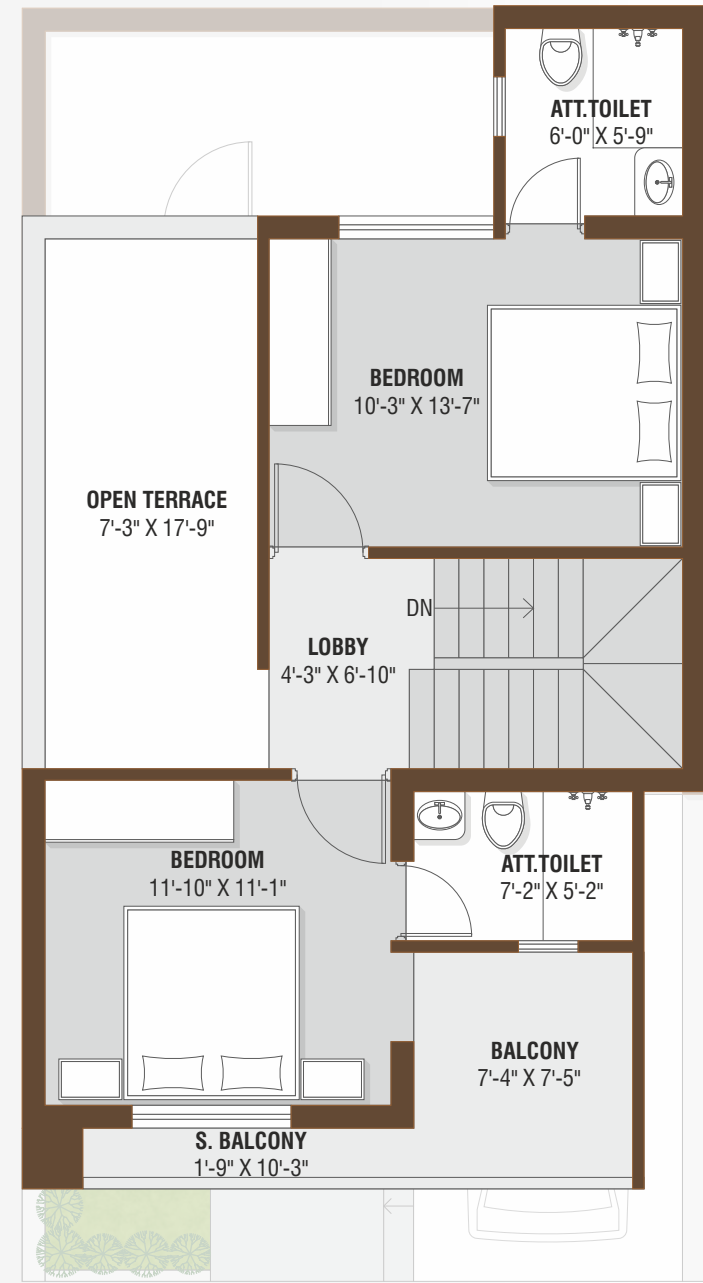 ATT.TOILET
6'-0" X 5'-9"
BEDROOM
10'-3" X 13'-7"
OPEN TERRACE
7'-3" X 17'-9"
DN
LOBBY
4'-3" X 6'-10"
BEDROOM
11'-10" X 11'-1"
ATT.TOILET
7'-2" X 5'-2"
BALCONY
7'-4" X 7'-5"
S. BALCONY
1'-9" X 10'-3"